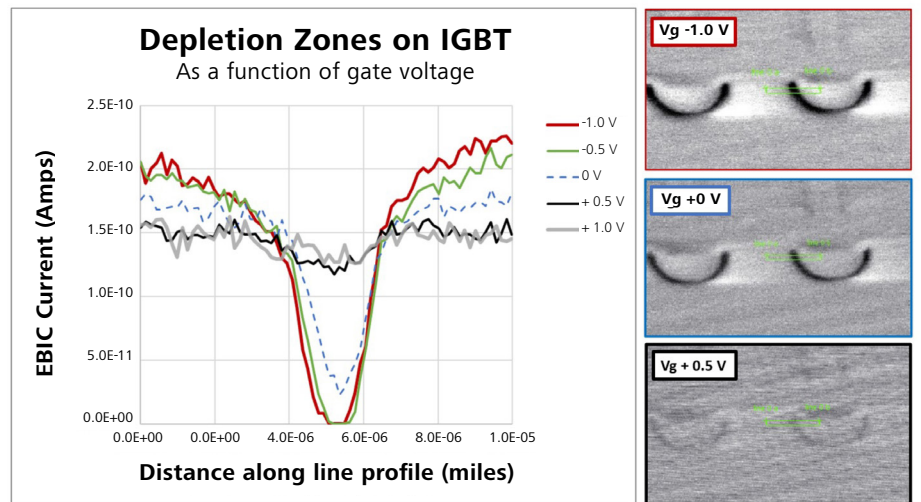 Depletion Zones on IGBT
As a function of gate voltage
EBIC Current (Amps)
2.5E-10
2.0E-10
1.5E-10
1.0E-10
5.0E-11
0.0E+00
0.0E+00 2.0E+00 4.0E-06 6.0E-06 8.0E-06 1.0E-05
Distance along line profile (miles)
-1.0 V
-0.5 V
0 V
+ 0.5 V
+ 1.0 V
Vg -1.0 V
Vg +0 V
Vg + 0.5 V